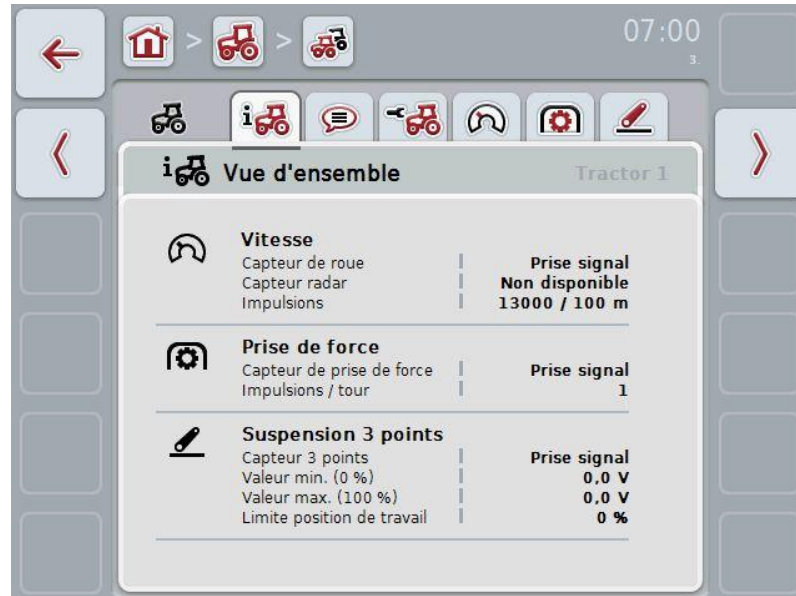 07:00
3.
Vue d'ensemble
Tractor 1
Vitesse
Capteur de roue Prise signal
Capteur radar Non disponible
Impulsions 13000 / 100 m
Prise de force
Capteur de prise de force Prise signal
Impulsions / tour 1
Suspension 3 points
Capteur 3 points Prise signal
Valeur min. (0 %) 0,0 V
Valeur max. (100 %) 0,0 V
Limite position de travail 0 %